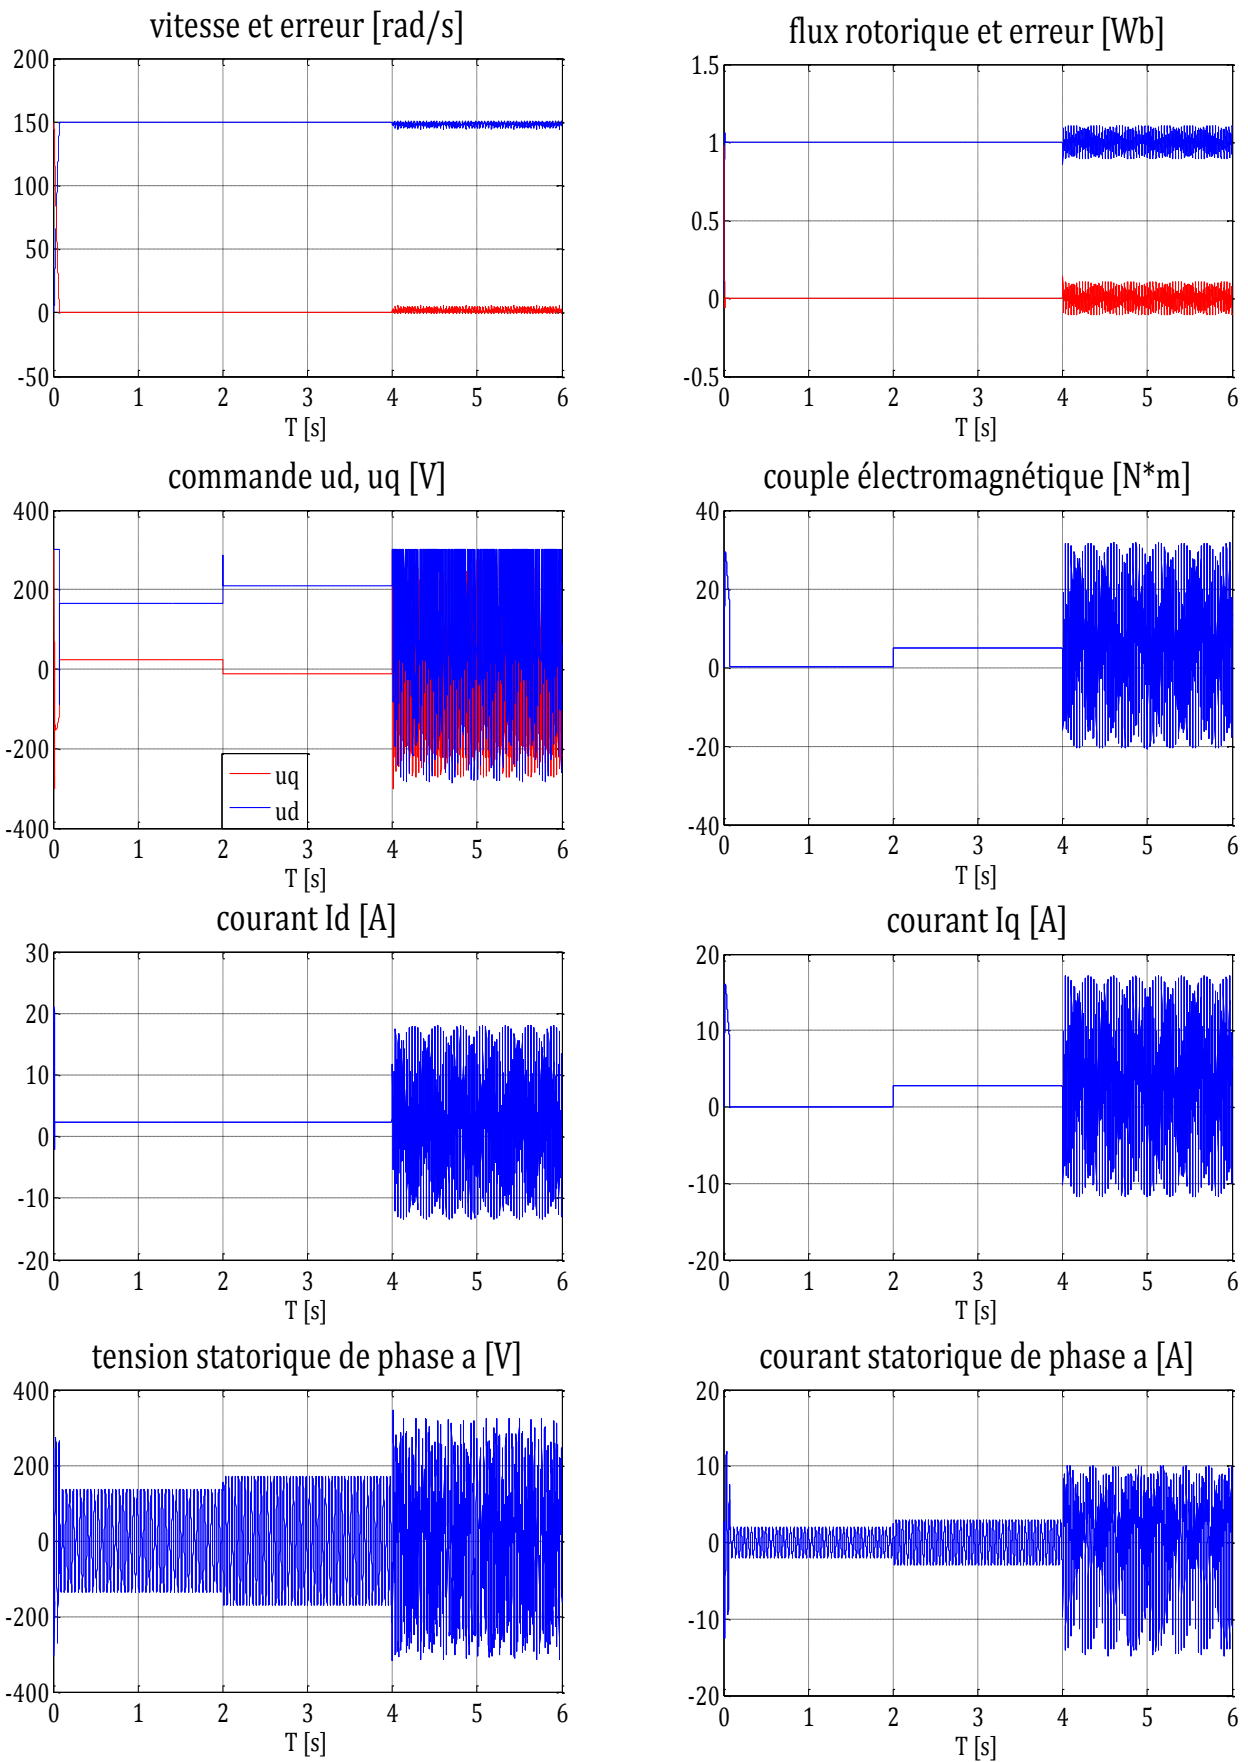 vitesse et erreur [rad/s]
200
150
100
50
0
-50
0 1 2 3 4 5 6
T [s]
flux rotorique et erreur [Wb]
1.5
1
0.5
0
-0.5
0 1 2 3 4 5 6
T [s]
commande ud, uq [V]
400
200
0
-200
-400
uq
ud
0 1 2 3 4 5 6
T [s]
couple électromagnétique [N*m]
40
20
0
-20
-40
0 1 2 3 4 5 6
T [s]
courant Id [A]
30
20
10
0
-10
-20
0 1 2 3 4 5 6
T [s]
courant Iq [A]
20
10
0
-10
-20
0 1 2 3 4 5 6
T [s]
tension statorique de phase a [V]
400
200
0
-200
-400
0 1 2 3 4 5 6
T [s]
courant statorique de phase a [A]
20
10
0
-10
-20
0 1 2 3 4 5 6
T [s]